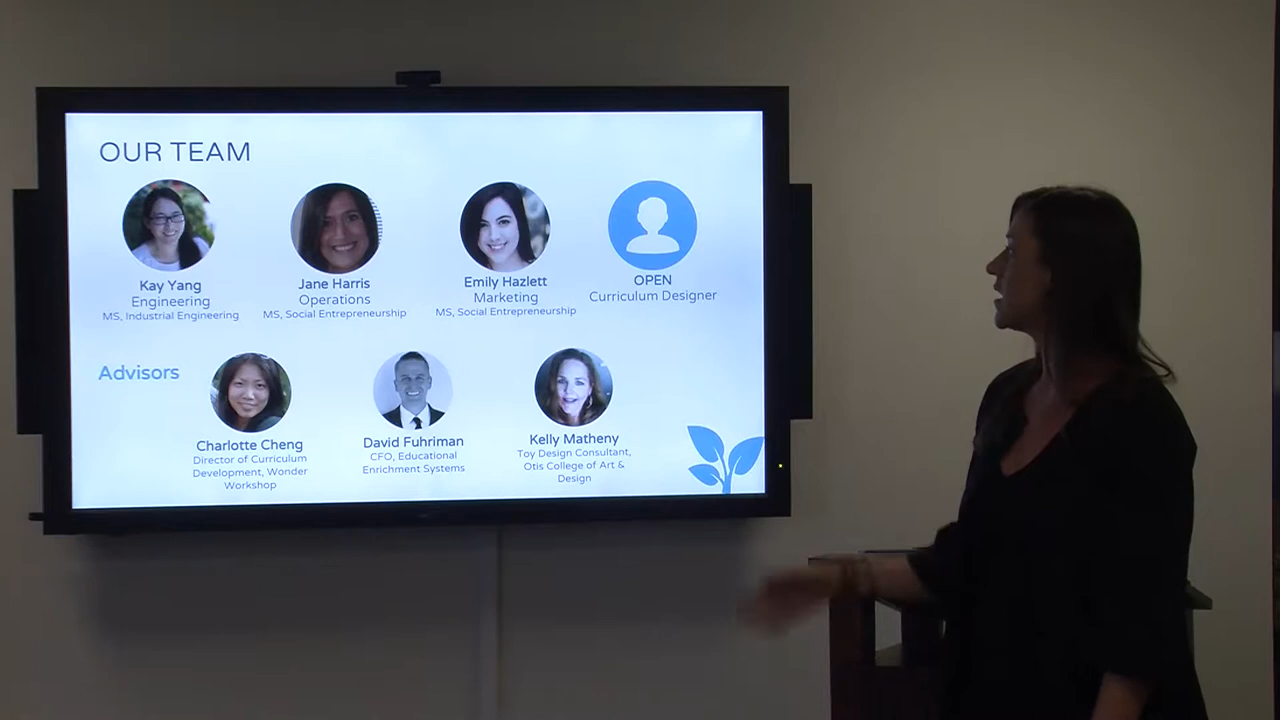 OUR TEAM
Kay Yang
Engineering
MS, Industrial Engineering
Jane Harris
Operations
MS, Social Entrepreneurship
Emily Hazlett
Marketing
MS, Social Entrepreneurship
OPEN
Curriculum Designer
Advisors
Charlotte Cheng
Director of Curriculum
Development, Wonder
Workshop
David Fuhriman
CFO, Educational
Enrichment Systems
Kelly Matheny
Toy Design Consultant,
Otis College of Art &
Design